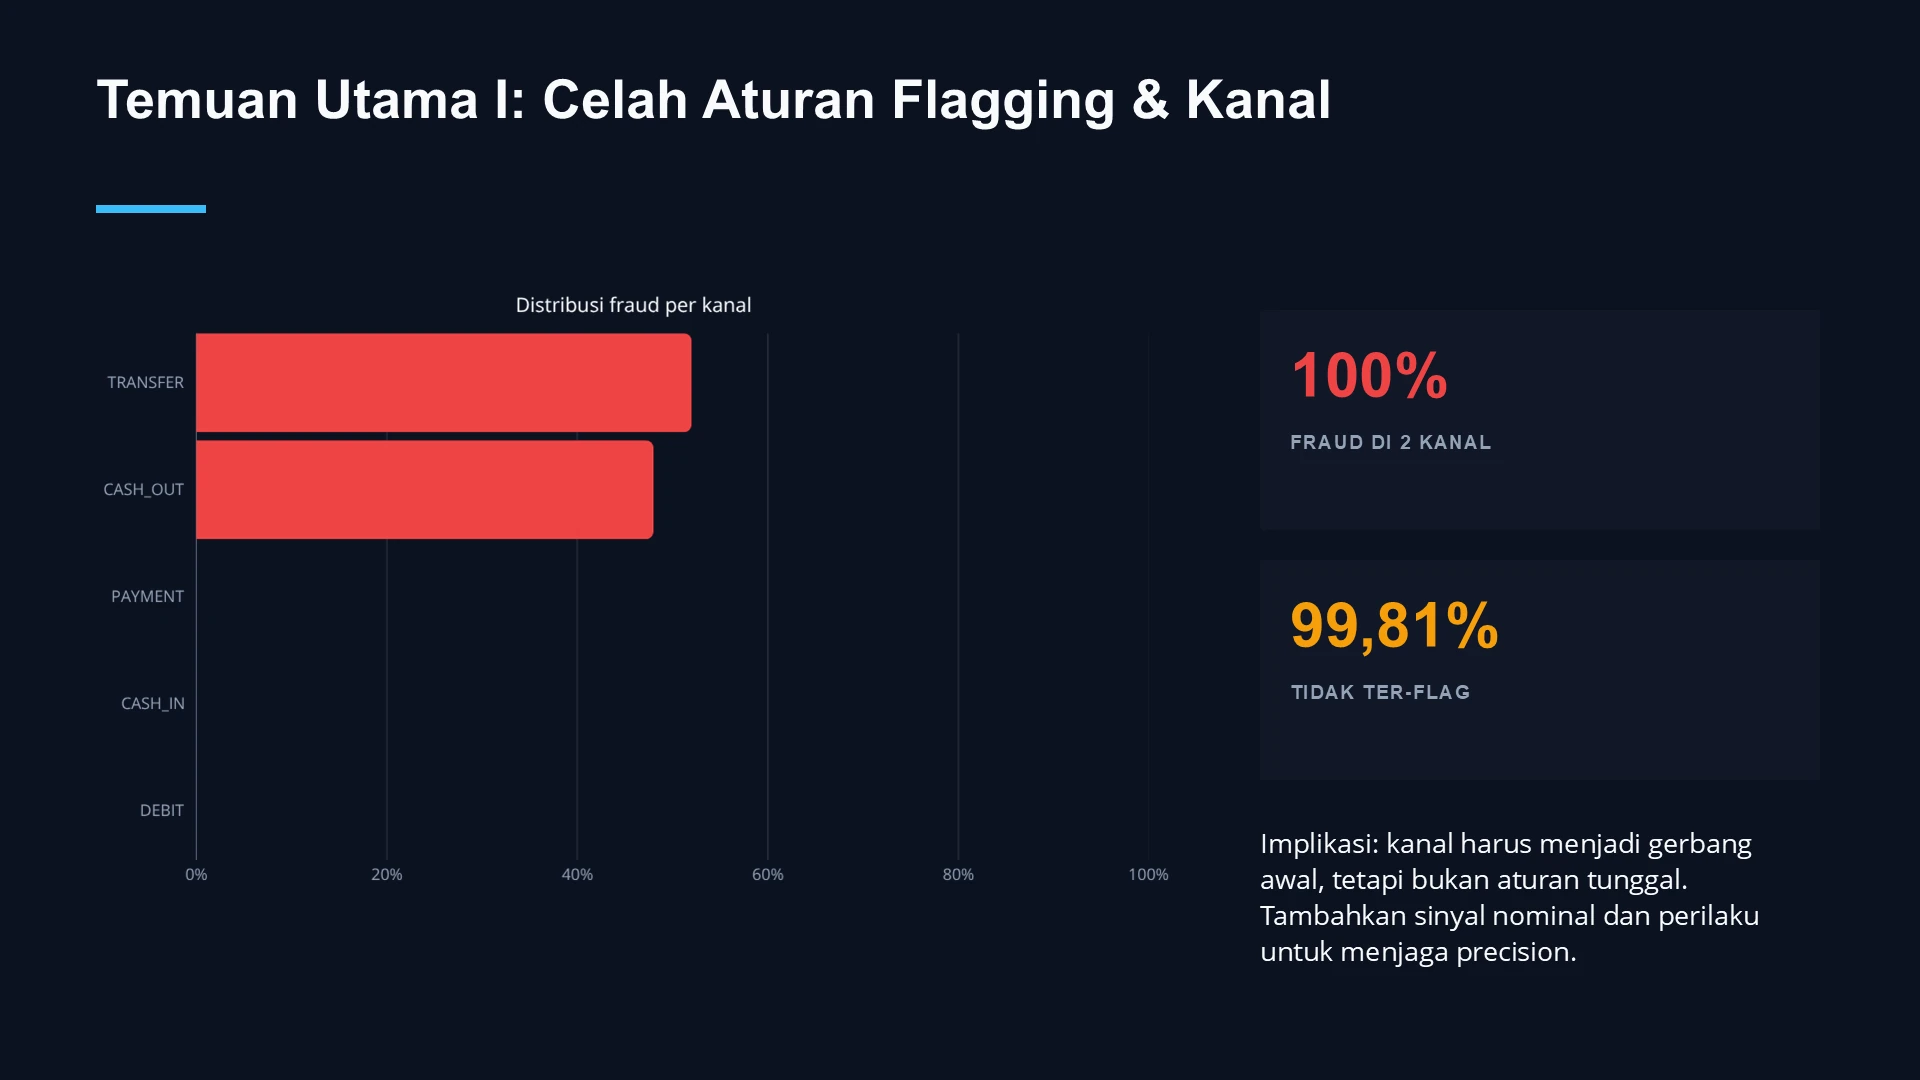 Temuan Utama I: Celah Aturan Flagging & Kanal
Distribusi fraud per kanal
TRANSFER
CASH_OUT
PAYMENT
CASH_IN
DEBIT
0% 20% 40% 60% 80% 100%
100%
FRAUD DI 2 KANAL
99,81%
TIDAK TER-FLAG
Implikasi: kanal harus menjadi gerbang
awal, tetapi bukan aturan tunggal.
Tambahkan sinyal nominal dan perilaku
untuk menjaga precision.